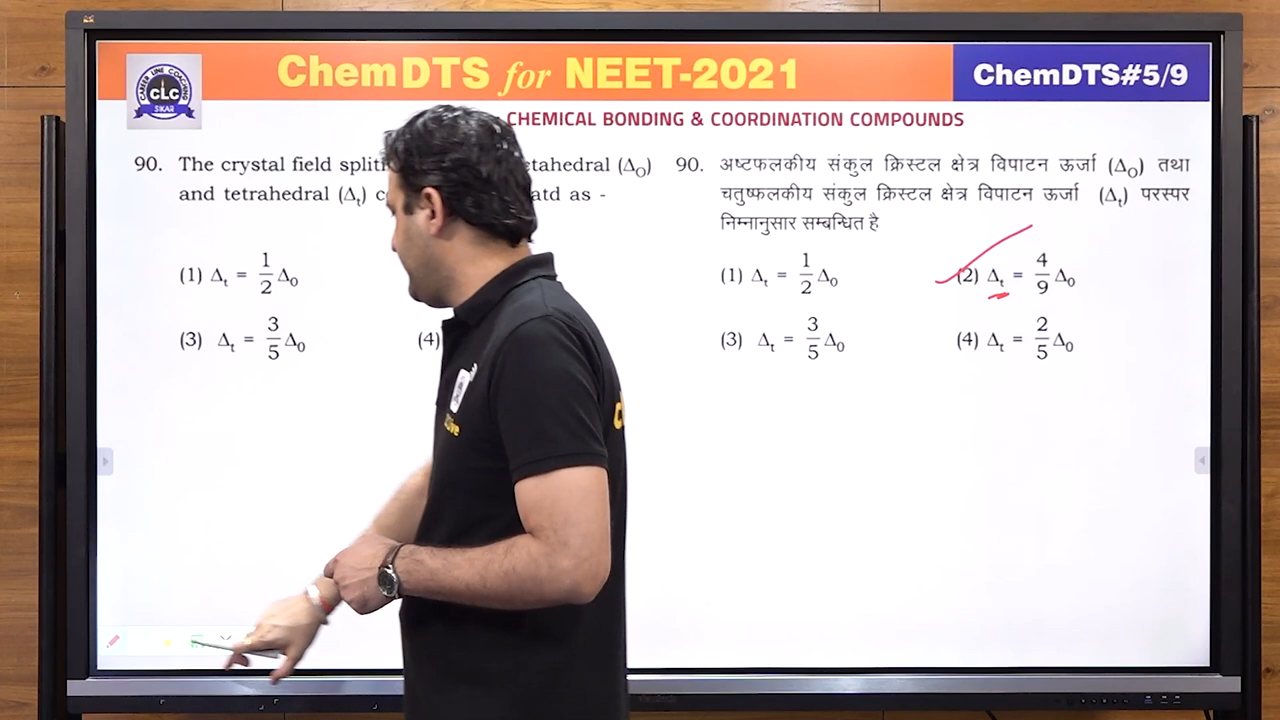 ChemDTS for NEET-2021
ChemDTS#5/9
CAREER LINE COACHING
CLC
SIKAR
CHEMICAL BONDING & COORDINATION COMPOUNDS
90. The crystal field (ΔO)
and tetrahedral (Δt) as -
(1) Δt = 1/2 Δ0
(3) Δt = 3/5 Δ0
(4)
90. अष्टफलकीय संकुल क्रिस्टल क्षेत्र विपाटन ऊर्जा (ΔO) तथा
चतुष्फलकीय संकुल क्रिस्टल क्षेत्र विपाटन ऊर्जा (Δt) परस्पर
निम्नानुसार सम्बन्धित है
(1) Δt = 1/2 Δ0
(2) Δt = 4/9 Δ0
(3) Δt = 3/5 Δ0
(4) Δt = 2/5 Δ0